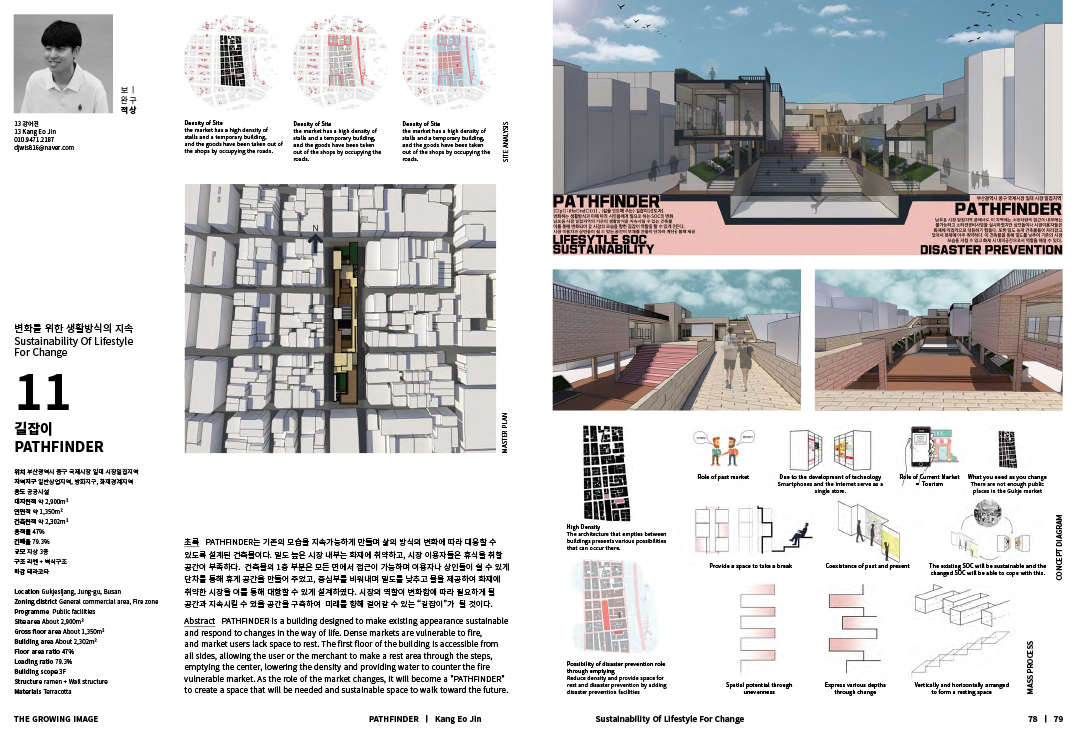 보 |
완 구
적상
13 강어진
13 Kang Eo Jin
010.9471.2187
djwls816@naver.com
변화를 위한 생활방식의 지속
Sustainability Of Lifestyle
For Change
11
길잡이
PATHFINDER
위치 부산광역시 중구 국제시장 일대 시장밀집지역
지역지구 일반상업지역, 방화지구, 화재경계지역
용도 공공시설
대지면적 약 2,900m²
연면적 약 1,350m²
건축면적 약 2,302m²
용적률 47%
건폐율 79.3%
규모 지상 3층
구조 라멘 + 벽식구조
마감 테라코타
Location Gukjesijang, Jung-gu, Busan
Zoning district General commercial area, Fire zone
Programme Public facilities
Site area About 2,900m²
Gross floor area About 1,350m²
Building area About 2,302m²
Floor area ratio 47%
Loading ratio 79.3%
Building scope 3F
Structure ramen + Wall structure
Materials Terracotta
Density of Site
the market has a high density of
stalls and a temporary building,
and the goods have been taken out of
the shops by occupying the roads.
Density of Site
the market has a high density of
stalls and a temporary building,
and the goods have been taken
out of the shops by occupying the
roads.
Density of Site
the market has a high density of
stalls and a temporary building,
and the goods have been taken
out of the shops by occupying the
roads.
SITE ANALYSIS
N
MASTER PLAN
초록 PATHFINDER는 기존의 모습을 지속가능하게 만들며 삶의 방식의 변화에 따라 대응할 수
있도록 설계된 건축물이다. 밀도 높은 시장 내부는 화재에 취약하고, 시장 이용자들은 휴식을 취할
공간이 부족하다. 건축물의 1층 부분은 모든 면에서 접근이 가능하며 이용자나 상인들이 쉴 수 있게
단차를 통해 휴게 공간을 만들어 주었고, 중심부를 비워내며 밀도를 낮추고 물을 제공하여 화재에
취약한 시장을 이를 통해 대항할 수 있게 설계하였다. 시장의 역할이 변화함에 따라 필요하게 될
공간과 지속시킬 수 있을 공간을 구축하여 미래를 향해 걸어갈 수 있는 "길잡이"가 될 것이다.
Abstract PATHFINDER is a building designed to make existing appearance sustainable
and respond to changes in the way of life. Dense markets are vulnerable to fire,
and market users lack space to rest. The first floor of the building is accessible from
all sides, allowing the user or the merchant to make a rest area through the steps,
emptying the center, lowering the density and providing water to counter the fire
vulnerable market. As the role of the market changes, it will become a "PATHFINDER"
to create a space that will be needed and sustainable space to walk toward the future.
THE GROWING IMAGE
PATHFINDER | Kang Eo Jin
PATHFINDER
LIFESYTLE SOC
SUSTAINABILITY
부산광역시 중구 국제시장 일대 시장밀집지역
PATHFINDER
DISASTER PREVENTION
High Density
The architecture that empties between
buildings presents various possibilities
that can occur there.
Possibility of disaster prevention role
through emptying
Reduce density and provide space for
rest and disaster prevention by adding
disaster prevention facilities
Role of past market
Due to the development of technology
Smartphones and the internet serve as a
single store.
Role of Current Market
= Tourism
What you need as you change
There are not enough public
places in the Gukje market
Provide a space to take a break
Coexistence of past and present
The existing SOC will be sustainable and the
changed SOC will be able to cope with this.
CONCEPT DIAGRAM
Spatial potential through
unevenness
Express various depths
through change
Vertically and horizontally arranged
to form a resting space
MASS PROCESS
Sustainability Of Lifestyle For Change
78 | 79